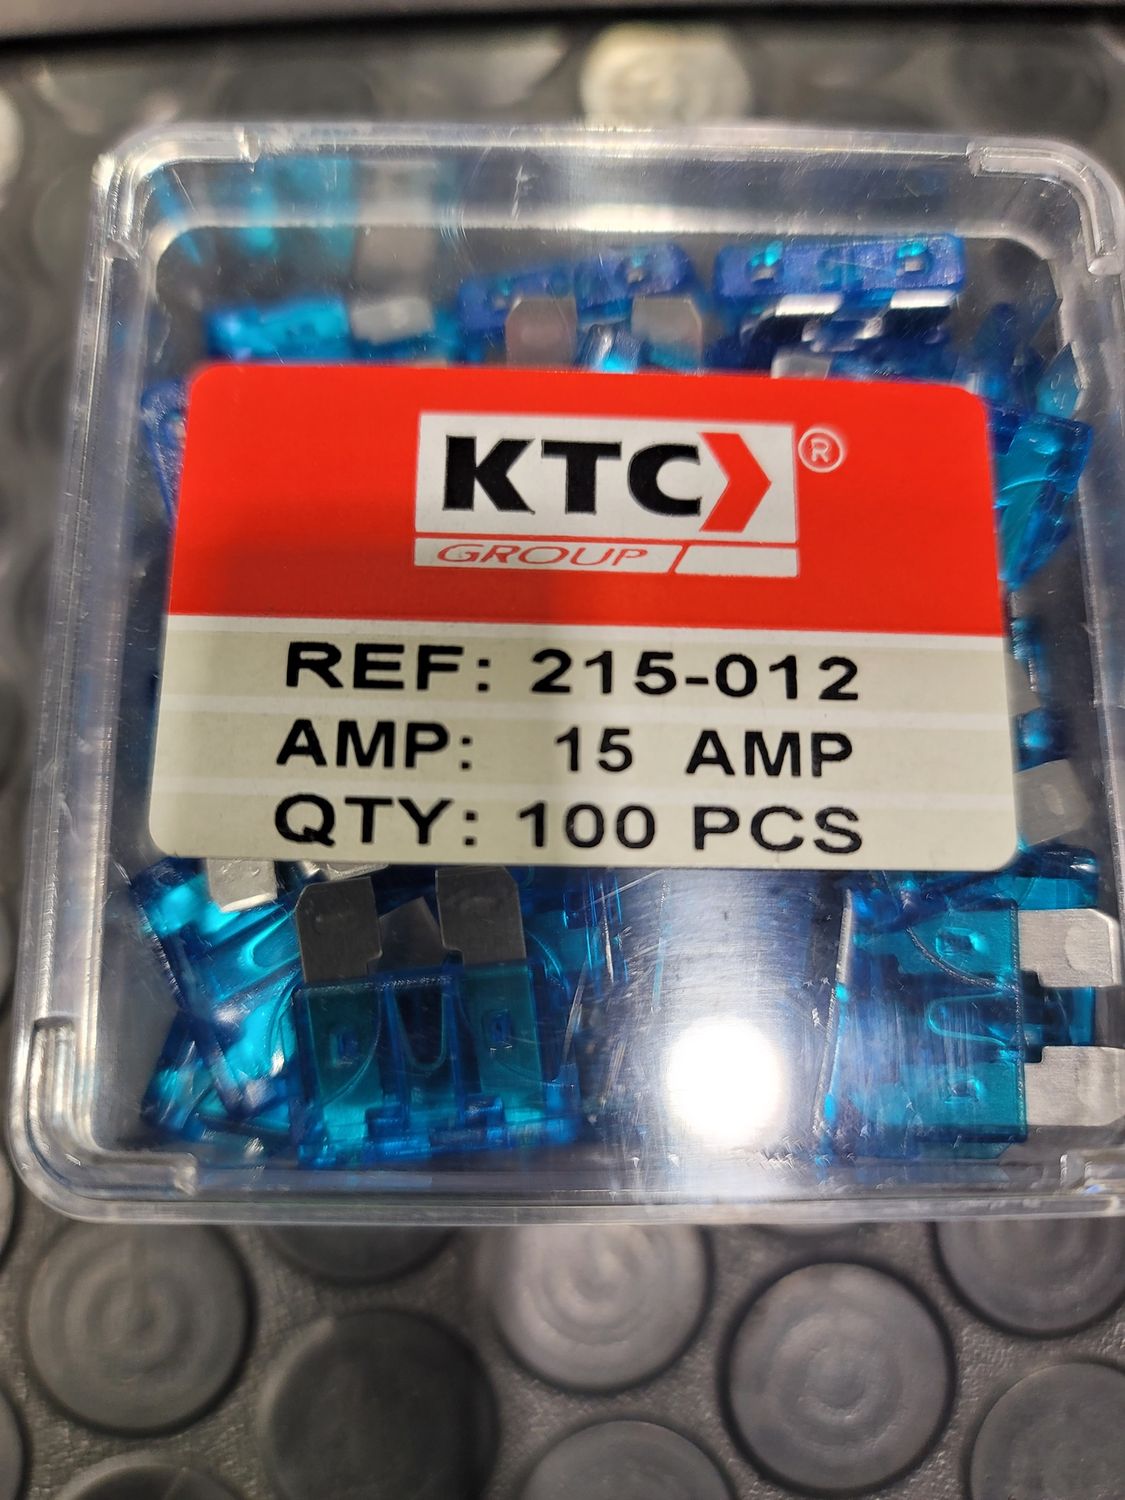 KTC®
GROUP
REF: 215-012
AMP: 15 AMP
QTY: 100 PCS